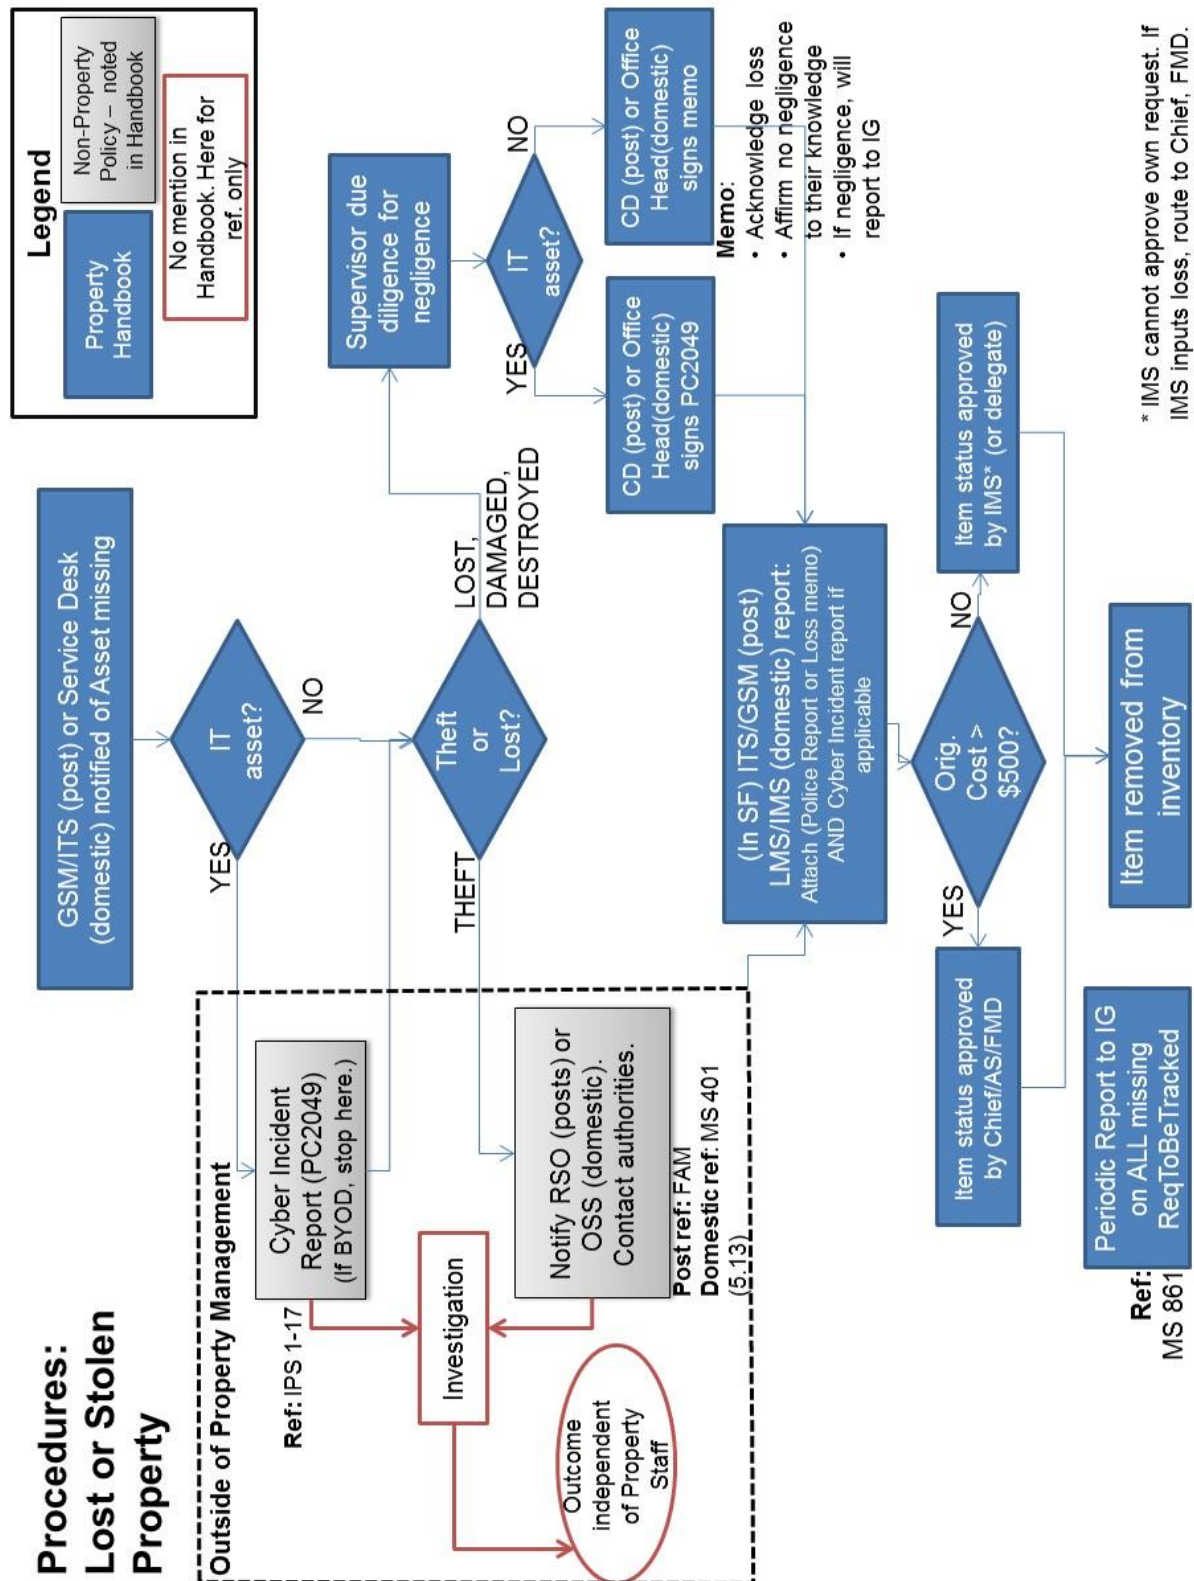 Procedures:
Lost or Stolen
Property
GSM/ITS (post) or Service Desk
(domestic) notified of Asset missing
Legend
Property
Handbook
Non-Property
Policy – noted
in Handbook
No mention in
Handbook. Here for
ref. only
IT
asset?
YES
NO
Outside of Property Management
Cyber Incident
Report (PC2049)
(If BYOD, stop here.)
Ref: IPS 1-17
Investigation
Outcome
independent
of Property
Staff
Theft
or
Lost?
THEFT
LOST,
DAMAGED,
DESTROYED
Notify RSO (posts) or
OSS (domestic).
Contact authorities.
Post ref: FAM
Domestic ref: MS 401
(5.13)
Supervisor due
diligence for
negligence
IT
asset?
YES
NO
CD (post) or Office
Head(domestic)
signs PC2049
CD (post) or Office
Head(domestic)
signs memo
Memo:
• Acknowledge loss
• Affirm no negligence
to their knowledge
• If negligence, will
report to IG
(In SF) ITS/GSM (post)
LMS/IMS (domestic) report:
Attach (Police Report or Loss memo)
AND Cyber Incident report if
applicable
Orig.
Cost >
$500?
YES
NO
Item status approved
by Chief/AS/FMD
Item status approved
by IMS* (or delegate)
Item removed from
inventory
Periodic Report to IG
on ALL missing
ReqToBeTracked
Ref:
MS 861
* IMS cannot approve own request. If
IMS inputs loss, route to Chief, FMD.